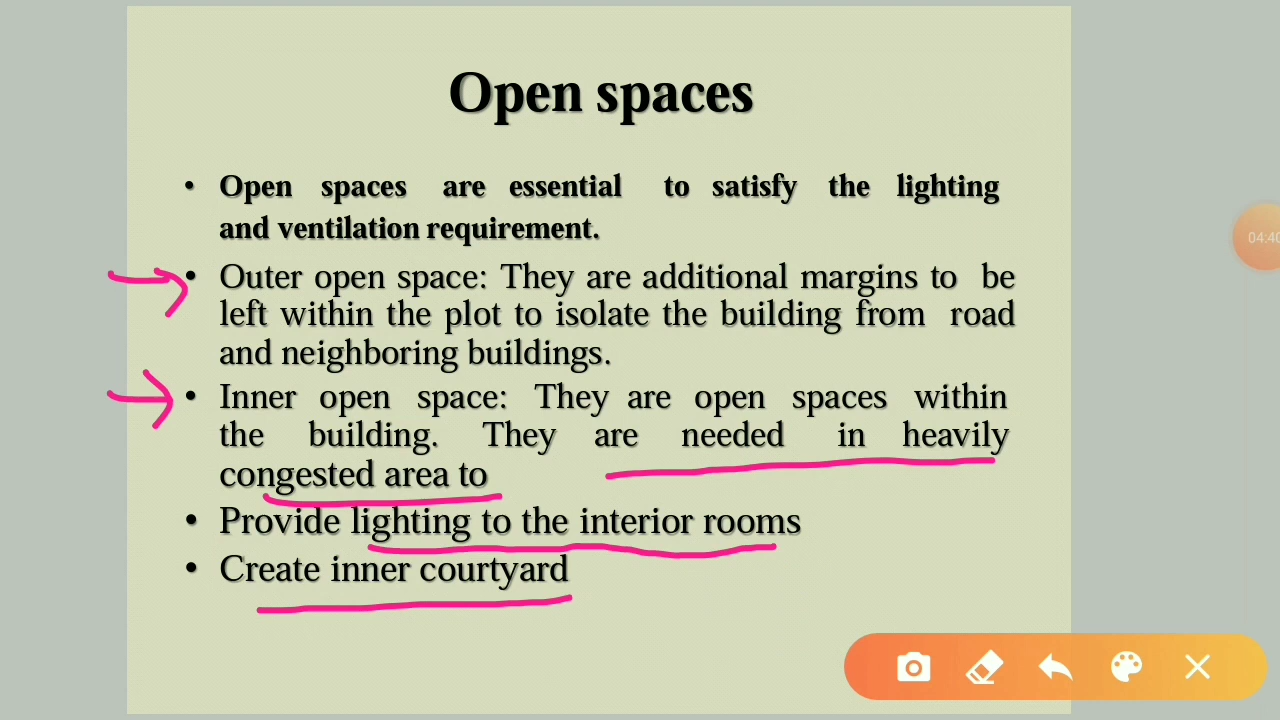 Open spaces
• Open spaces are essential to satisfy the lighting
and ventilation requirement.
• Outer open space: They are additional margins to be
left within the plot to isolate the building from road
and neighboring buildings.
• Inner open space: They are open spaces within
the building. They are needed in heavily
congested area to
• Provide lighting to the interior rooms
• Create inner courtyard
04:40